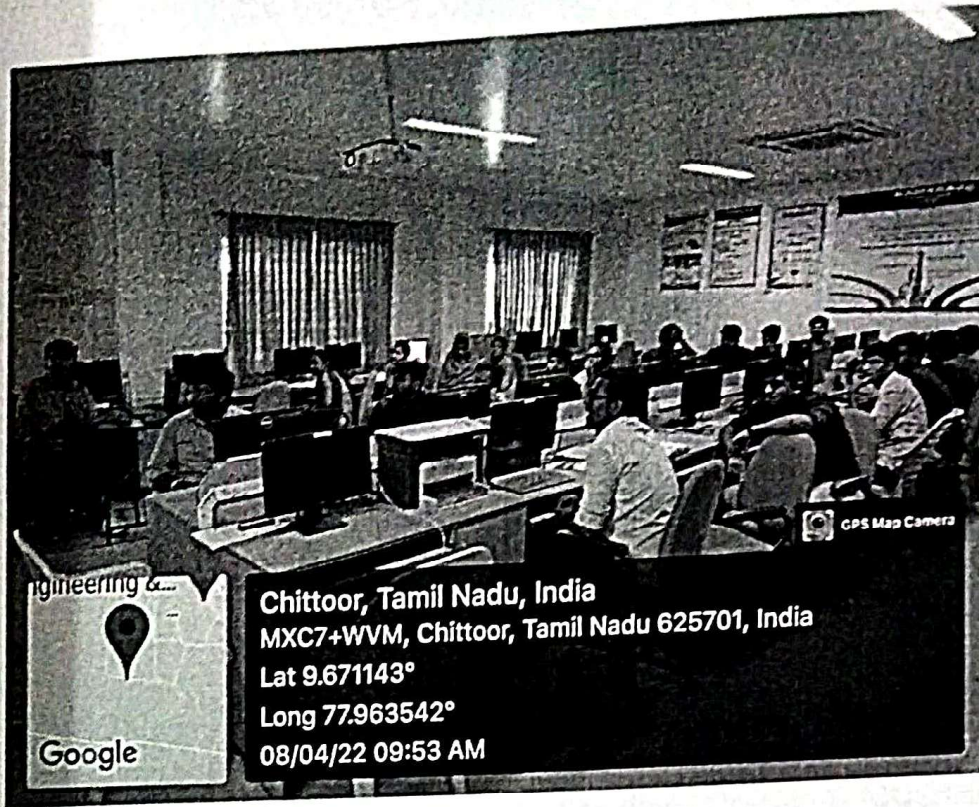 GPS Map Camera
ngineering &...
Google
Chittoor, Tamil Nadu, India
MXC7+WVM, Chittoor, Tamil Nadu 625701, India
Lat 9.671143°
Long 77.963542°
08/04/22 09:53 AM